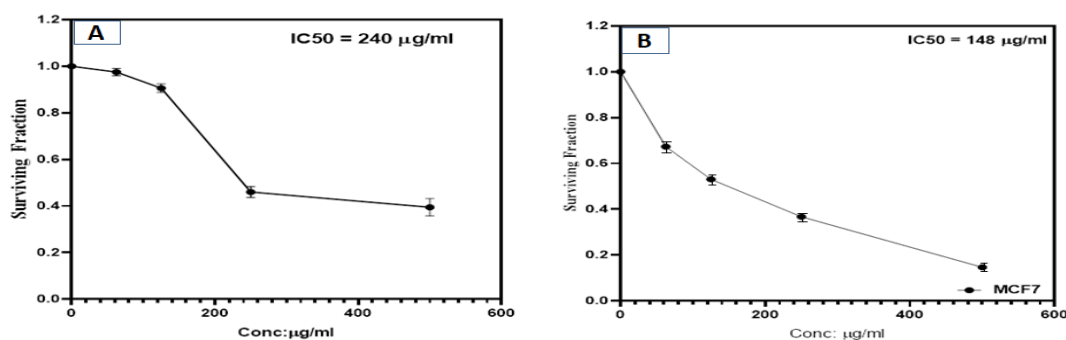 A
IC50 = 240 µg/ml
1.2
1.0
0.8
0.6
0.4
0.2
0.0
Surviving Fraction
0
200
400
600
Conc:µg/ml
B
IC50 = 148 µg/ml
1.2
1.0
0.8
0.6
0.4
0.2
0.0
Surviving Fraction
MCF7
0
200
400
600
Conc: µg/ml